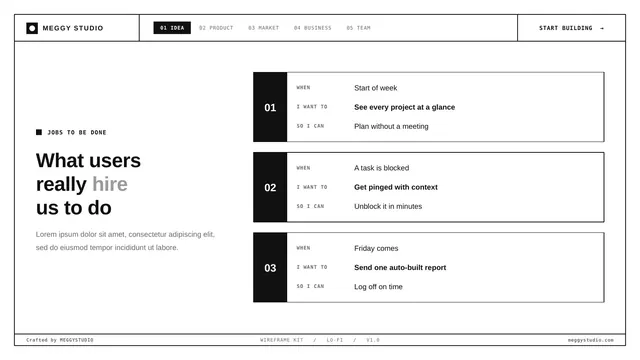 MEGGY STUDIO
01 IDEA 02 PRODUCT 03 MARKET 04 BUSINESS 05 TEAM
START BUILDING →
JOBS TO BE DONE
What users
really hire
us to do
Lorem ipsum dolor sit amet, consectetur adipiscing elit,
sed do eiusmod tempor incididunt ut labore.
01
WHEN Start of week
I WANT TO See every project at a glance
SO I CAN Plan without a meeting
02
WHEN A task is blocked
I WANT TO Get pinged with context
SO I CAN Unblock it in minutes
03
WHEN Friday comes
I WANT TO Send one auto-built report
SO I CAN Log off on time
Crafted by MEGGYSTUDIO
WIREFRAME KIT / LO-FI / V1.0
meggystudio.com